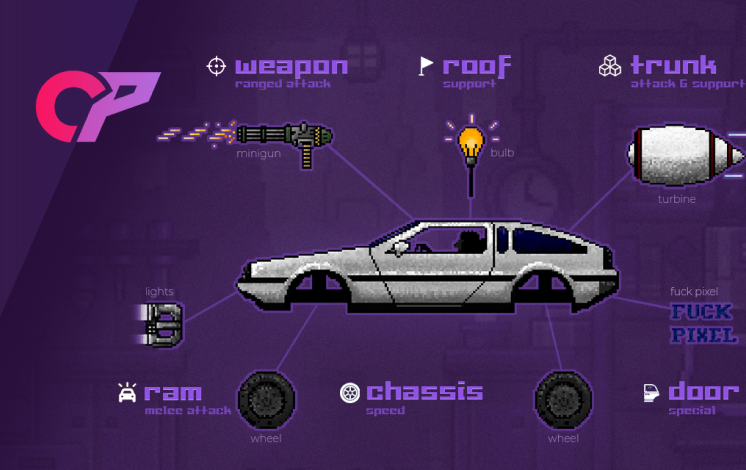 CP
weapon
ranged attack
roof
support
trunk
attack & support
minigun
bulb
turbine
lights
fuck pixel
FUCK
PIXEL
ram
melee attack
chassis
speed
door
special
wheel
wheel